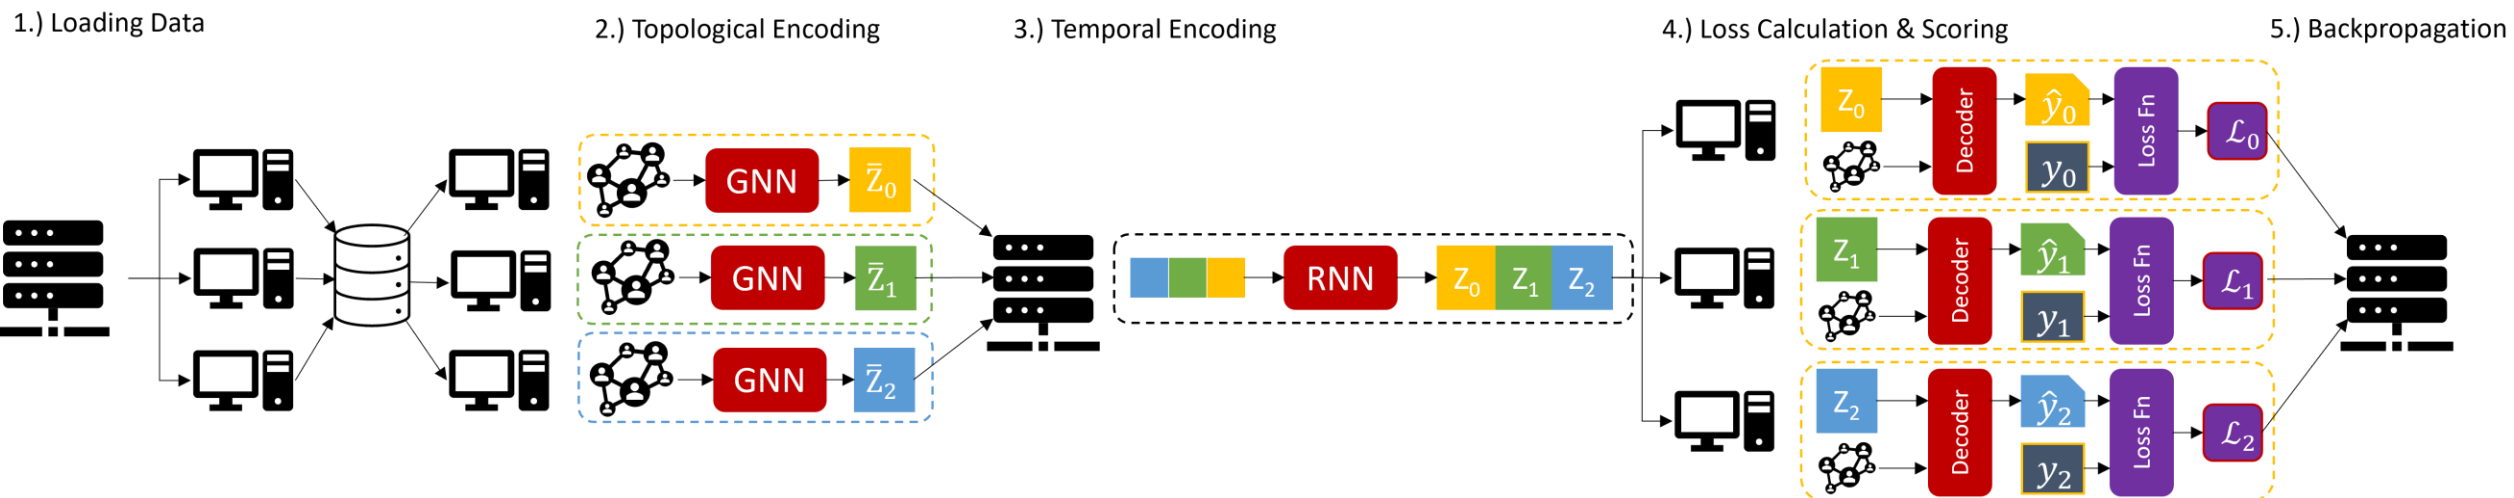 1.) Loading Data
2.) Topological Encoding
3.) Temporal Encoding
4.) Loss Calculation & Scoring
5.) Backpropagation
GNN
Z̄₀
GNN
Z̄₁
GNN
Z̄₂
RNN
Z₀ Z₁ Z₂
Z₀
Decoder
ŷ₀
y₀
Loss Fn
ℒ₀
Z₁
Decoder
ŷ₁
y₁
Loss Fn
ℒ₁
Z₂
Decoder
ŷ₂
y₂
Loss Fn
ℒ₂